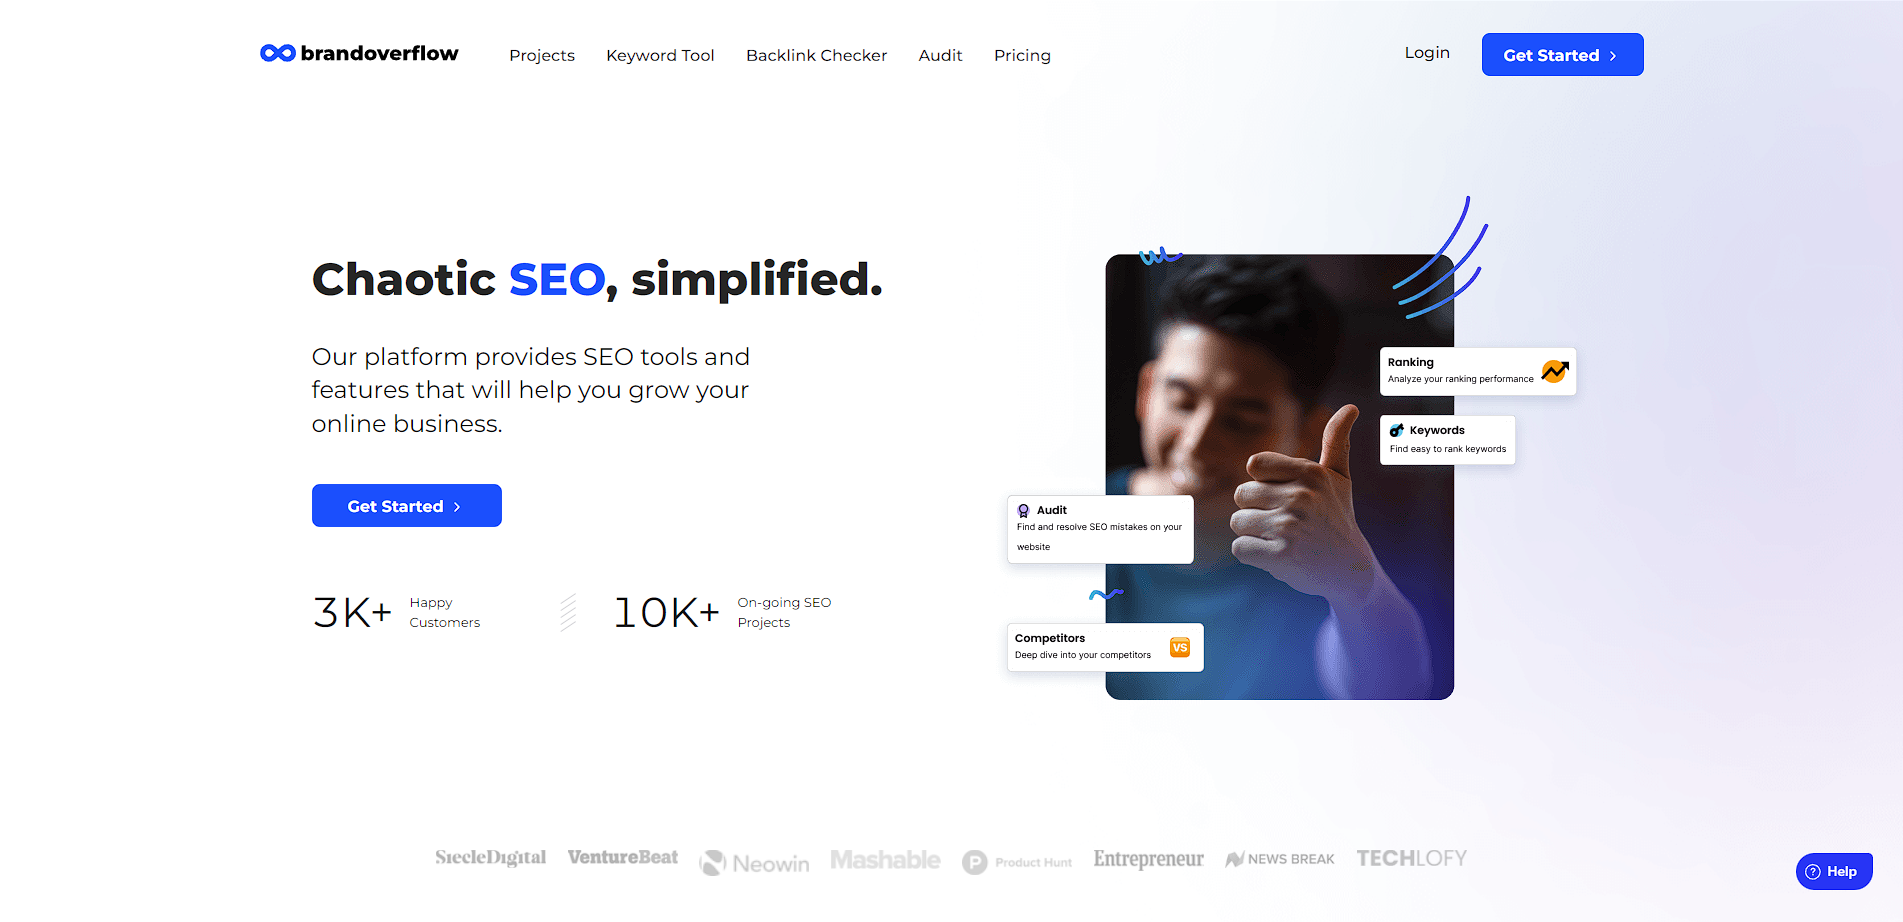 brandoverflow
Projects Keyword Tool Backlink Checker Audit Pricing
Login
Get Started
Chaotic SEO, simplified.
Our platform provides SEO tools and
features that will help you grow your
online business.
Get Started
3K+
Happy
Customers
10K+
On-going SEO
Projects
Ranking
Analyze your ranking performance
Keywords
Find easy to rank keywords
Audit
Find and resolve SEO mistakes on your
website
Competitors
Deep dive into your competitors
VS
SiècleDigital VentureBeat Neowin Mashable Product Hunt Entrepreneur NEWS BREAK TECHLOFY
Help